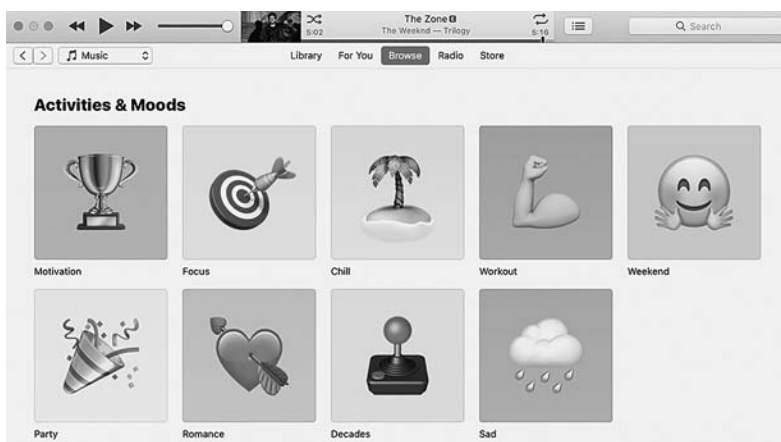 The Zone 🅴
5:02
The Weeknd — Trilogy
5:16
Search
Music
Library For You Browse Radio Store
Activities & Moods
Motivation Focus Chill Workout Weekend
Party Romance Decades Sad